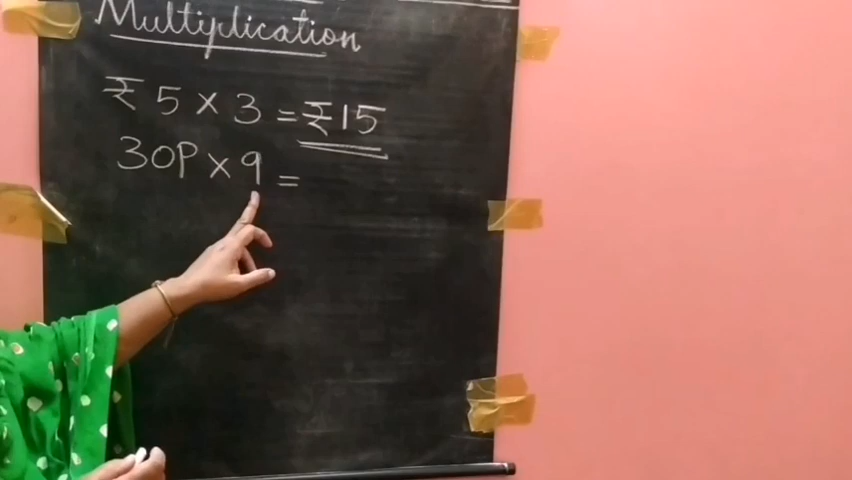 Multiplication
₹ 5 × 3 = ₹15
30P × 9 =